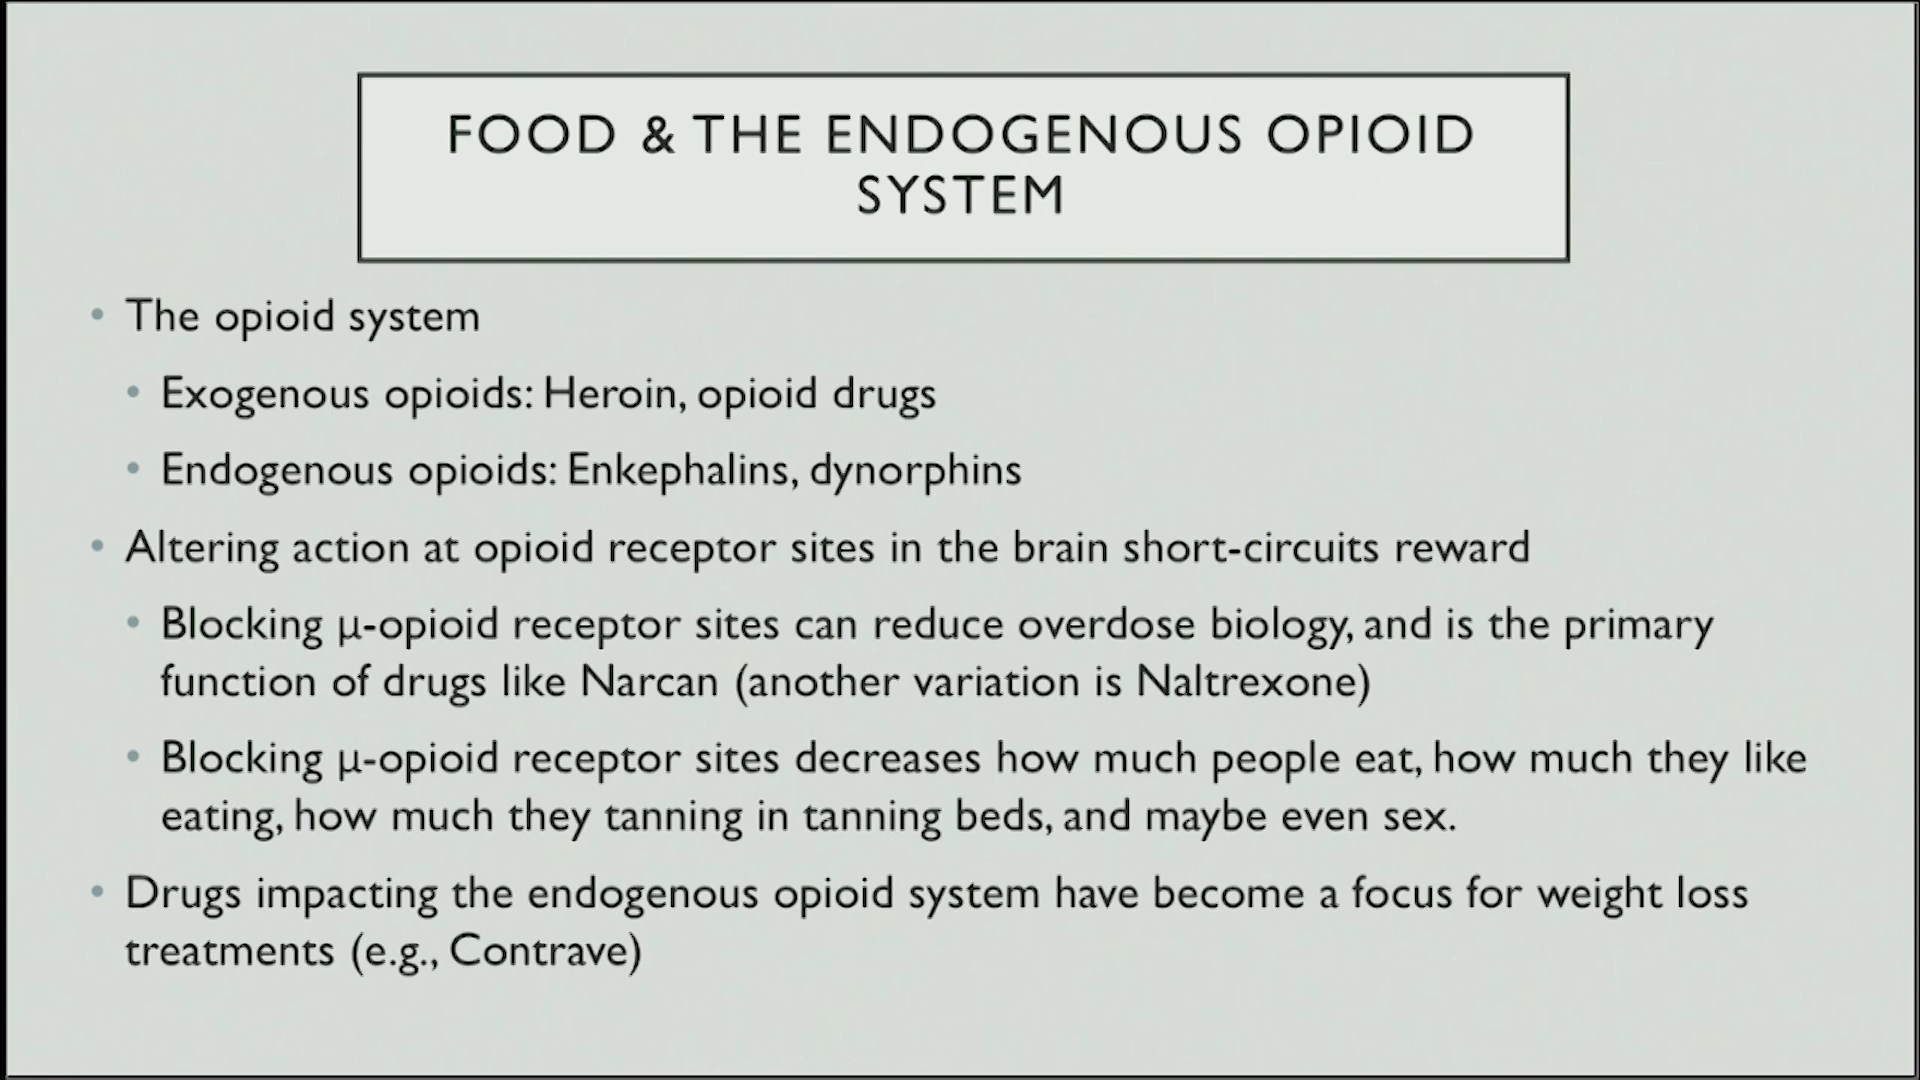 FOOD & THE ENDOGENOUS OPIOID
SYSTEM
• The opioid system
• Exogenous opioids: Heroin, opioid drugs
• Endogenous opioids: Enkephalins, dynorphins
• Altering action at opioid receptor sites in the brain short-circuits reward
• Blocking µ-opioid receptor sites can reduce overdose biology, and is the primary
function of drugs like Narcan (another variation is Naltrexone)
• Blocking µ-opioid receptor sites decreases how much people eat, how much they like
eating, how much they tanning in tanning beds, and maybe even sex.
• Drugs impacting the endogenous opioid system have become a focus for weight loss
treatments (e.g., Contrave)